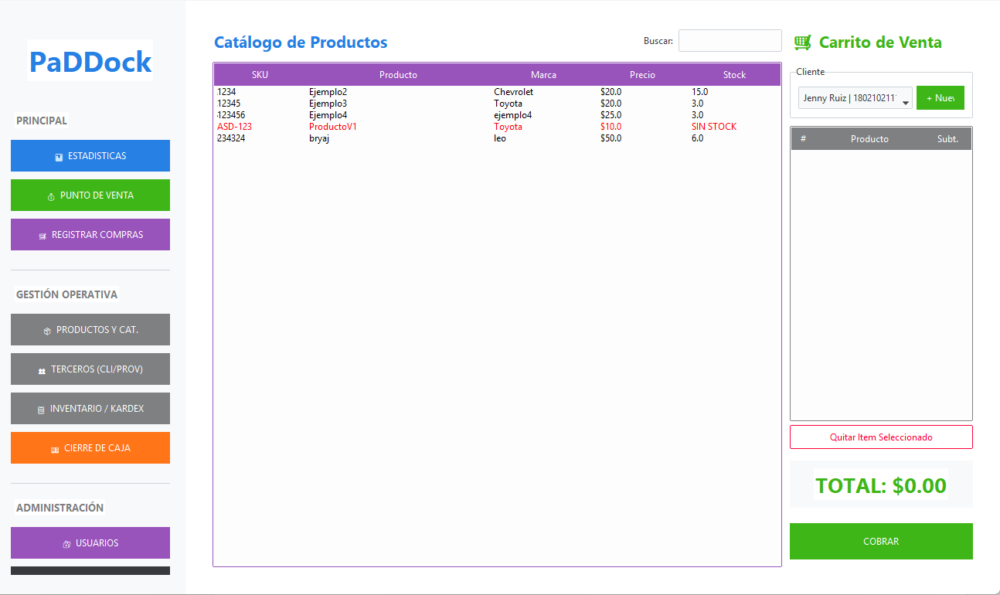 PaDDock
PRINCIPAL
ESTADISTICAS
PUNTO DE VENTA
REGISTRAR COMPRAS
GESTIÓN OPERATIVA
PRODUCTOS Y CAT.
TERCEROS (CLI/PROV)
INVENTARIO / KARDEX
CIERRE DE CAJA
ADMINISTRACIÓN
USUARIOS
Catálogo de Productos
Buscar:
SKU Producto Marca Precio Stock
1234 Ejemplo2 Chevrolet $20.0 15.0
12345 Ejemplo3 Toyota $20.0 3.0
123456 Ejemplo4 ejemplo4 $25.0 3.0
ASD-123 ProductoV1 Toyota $10.0 SIN STOCK
234324 bryaj leo $50.0 6.0
Carrito de Venta
Cliente
Jenny Ruiz | 180210211
+ Nuev
# Producto Subt.
Quitar Item Seleccionado
TOTAL: $0.00
COBRAR